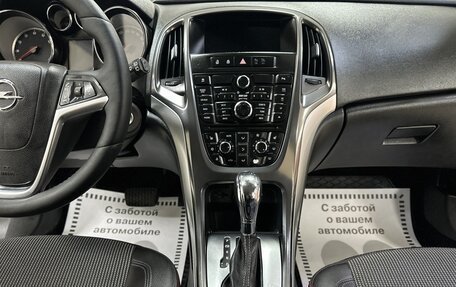 С заботой
о вашем
автомобиле
С заботой
о вашем
автомобиле